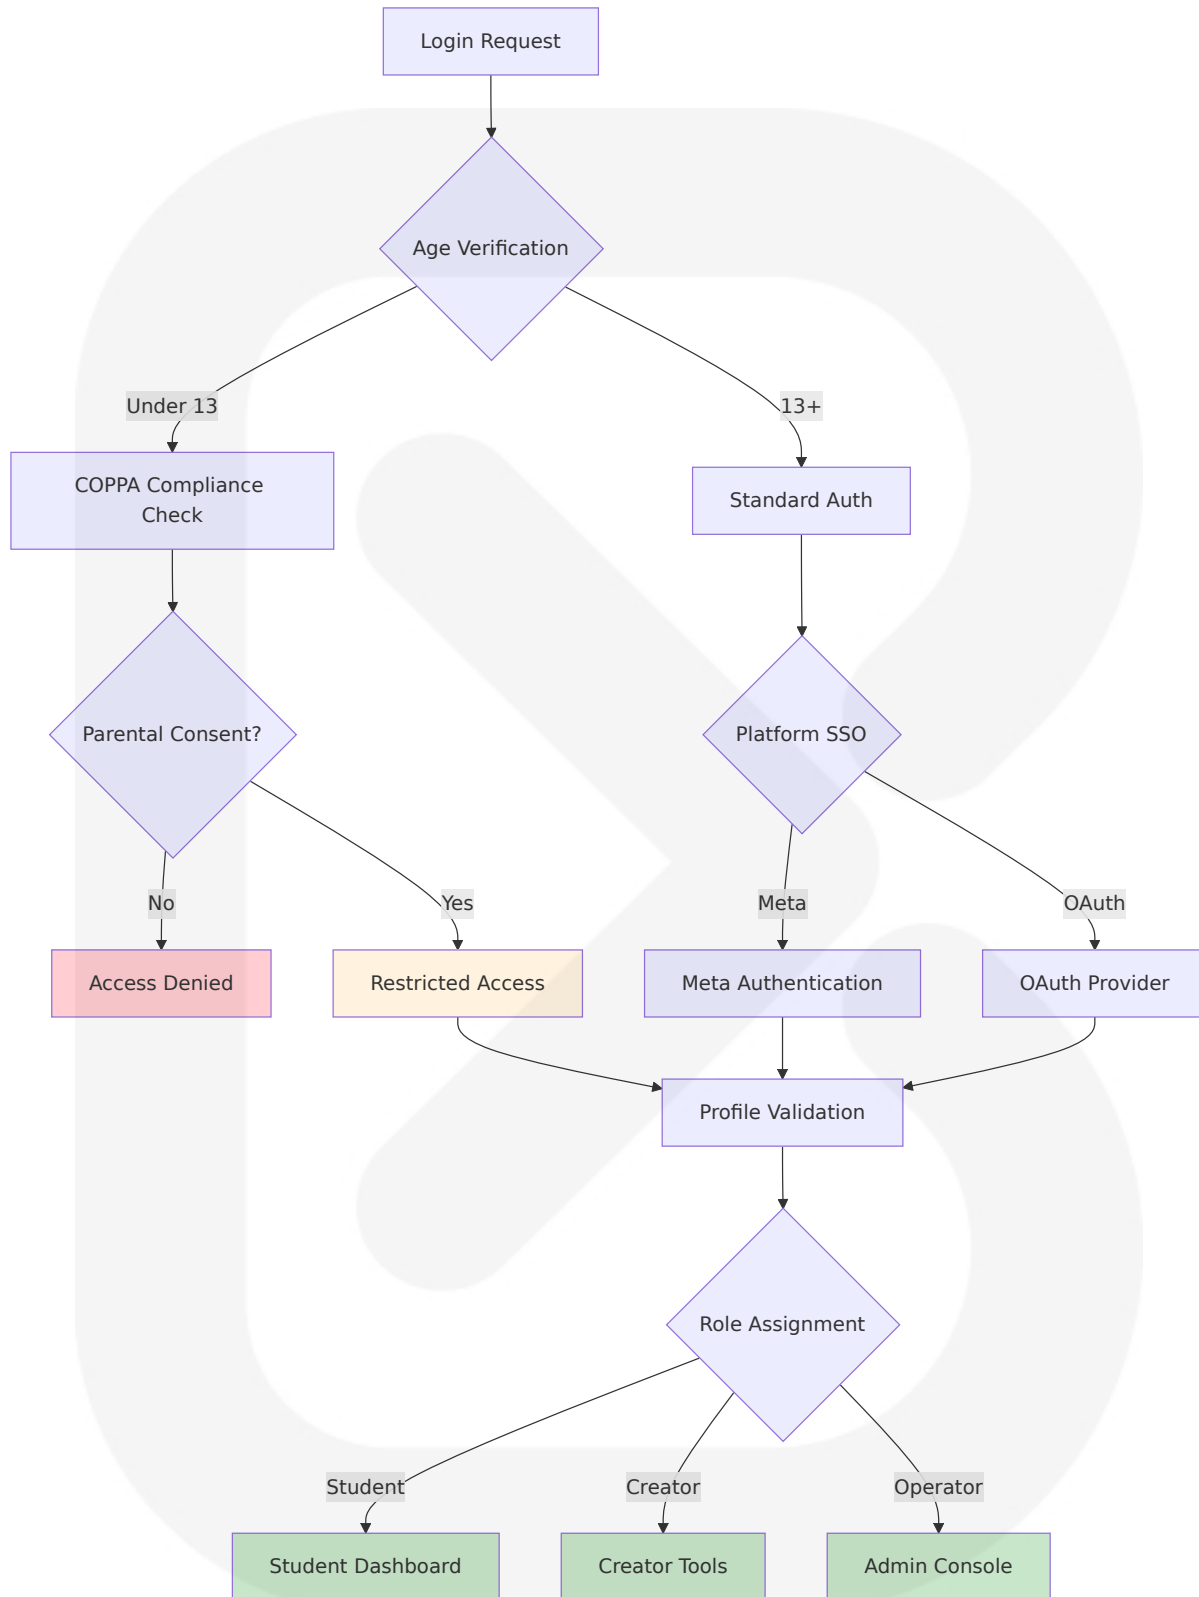 Login Request
Age Verification
Under 13
13+
COPPA Compliance
Check
Standard Auth
Parental Consent?
Platform SSO
No
Yes
Meta
OAuth
Access Denied
Restricted Access
Meta Authentication
OAuth Provider
Profile Validation
Role Assignment
Student
Creator
Operator
Student Dashboard
Creator Tools
Admin Console